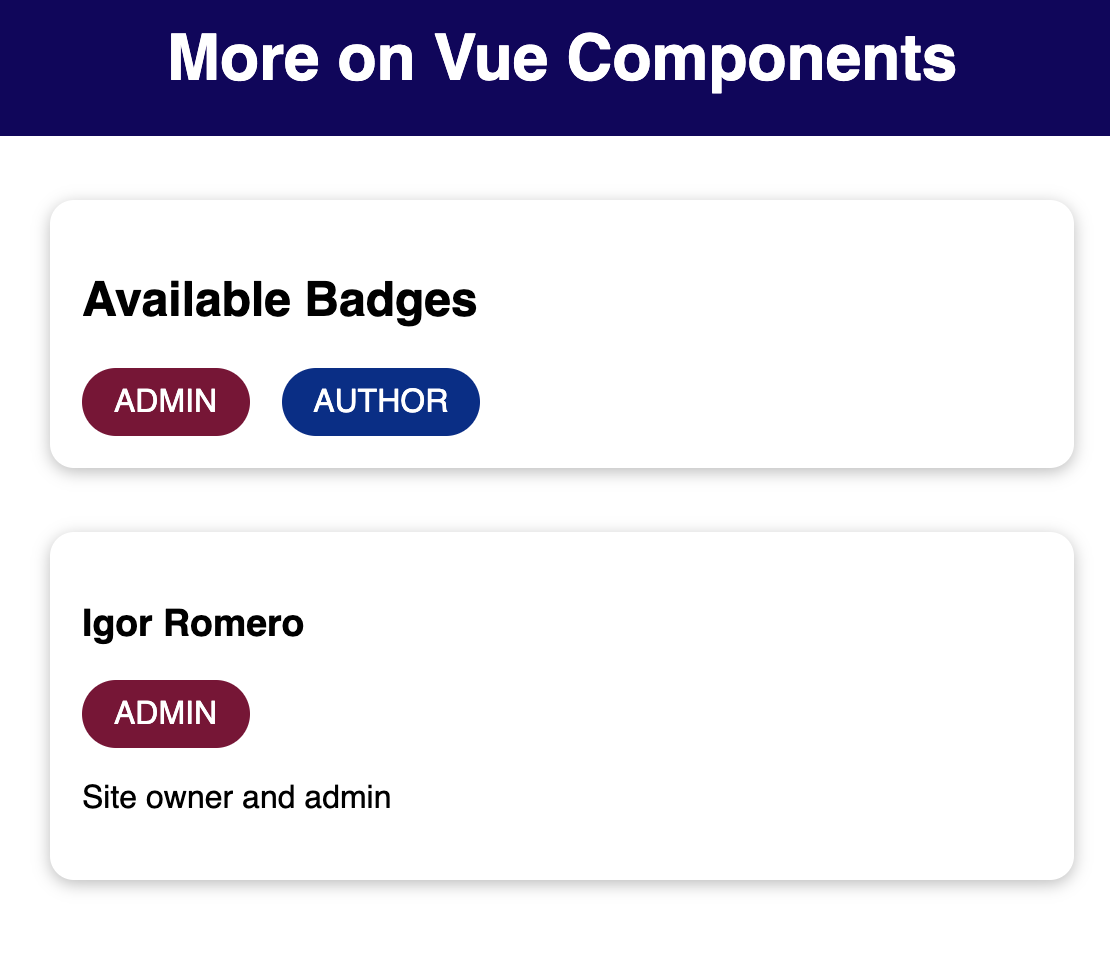 More on Vue Components
Available Badges
ADMIN AUTHOR
Igor Romero
ADMIN
Site owner and admin